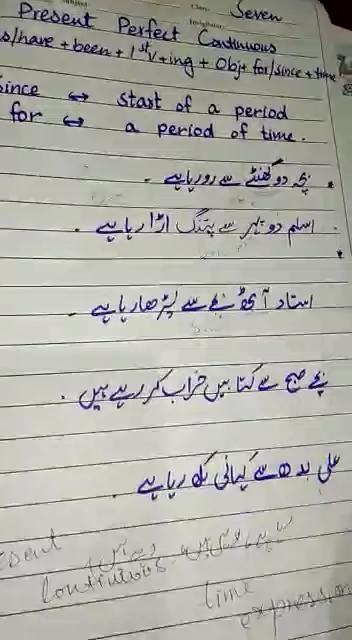 Seven
Present Perfect Continuous
s/have + been + 1st v + ing + Obj + for/since + time
since ↔ start of a period
for ↔ a period of time.
بچہ دو گھنٹے سے رو رہا ہے۔
اسلم دوپہر سے پتنگ اڑا رہا ہے۔
استاد آٹھ بجے سے پڑھا رہا ہے۔
بچے صبح سے کتابیں خراب کر رہے ہیں۔
علی بدھ سے کہانی لکھ رہا ہے۔
Continuous
time
expression